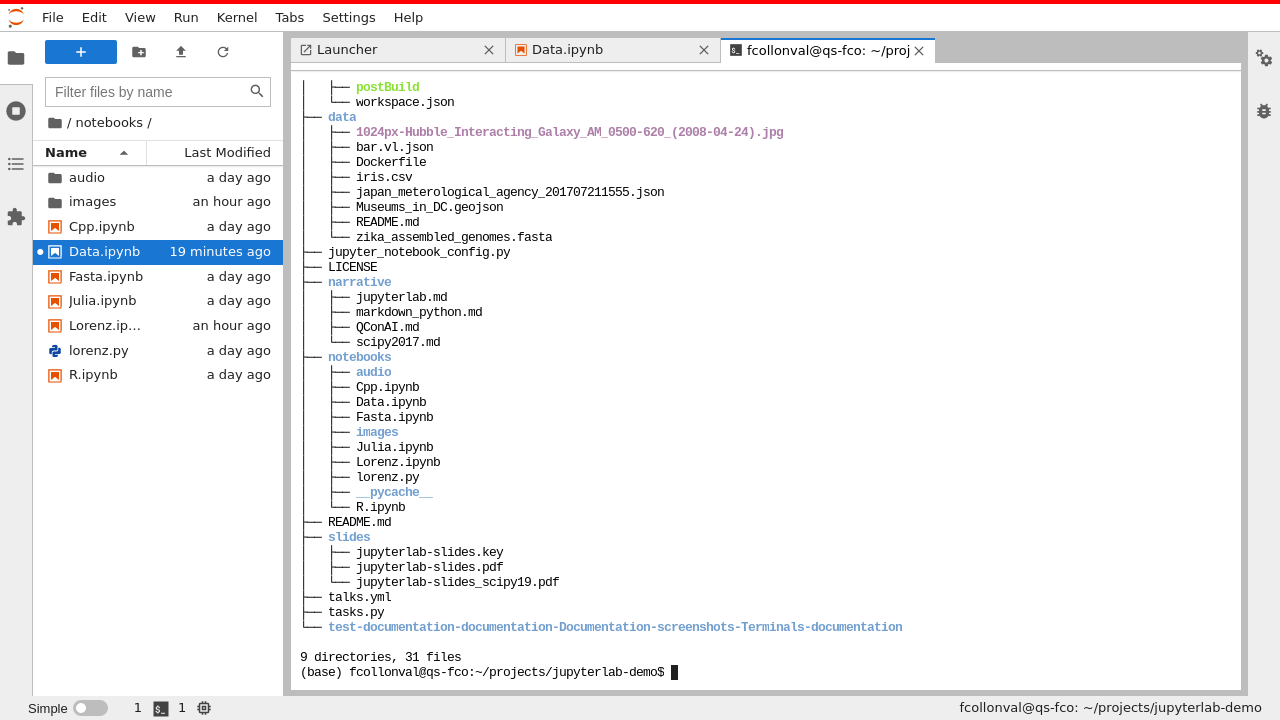 File Edit View Run Kernel Tabs Settings Help
Launcher
Data.ipynb
fcollonval@qs-fco: ~/proj
Filter files by name
/ notebooks /
Name Last Modified
audio a day ago
images an hour ago
Cpp.ipynb a day ago
Data.ipynb 19 minutes ago
Fasta.ipynb a day ago
Julia.ipynb a day ago
Lorenz.ip… an hour ago
lorenz.py a day ago
R.ipynb a day ago
│   ├── postBuild
│   └── workspace.json
├── data
│   ├── 1024px-Hubble_Interacting_Galaxy_AM_0500-620_(2008-04-24).jpg
│   ├── bar.vl.json
│   ├── Dockerfile
│   ├── iris.csv
│   ├── japan_meterological_agency_201707211555.json
│   ├── Museums_in_DC.geojson
│   ├── README.md
│   └── zika_assembled_genomes.fasta
├── jupyter_notebook_config.py
├── LICENSE
├── narrative
│   ├── jupyterlab.md
│   ├── markdown_python.md
│   ├── QConAI.md
│   └── scipy2017.md
├── notebooks
│   ├── audio
│   ├── Cpp.ipynb
│   ├── Data.ipynb
│   ├── Fasta.ipynb
│   ├── images
│   ├── Julia.ipynb
│   ├── Lorenz.ipynb
│   ├── lorenz.py
│   ├── __pycache__
│   └── R.ipynb
├── README.md
├── slides
│   ├── jupyterlab-slides.key
│   ├── jupyterlab-slides.pdf
│   └── jupyterlab-slides_scipy19.pdf
├── talks.yml
├── tasks.py
└── test-documentation-documentation-Documentation-screenshots-Terminals-documentation
9 directories, 31 files
(base) fcollonval@qs-fco:~/projects/jupyterlab-demo$
Simple 1 1 fcollonval@qs-fco: ~/projects/jupyterlab-demo